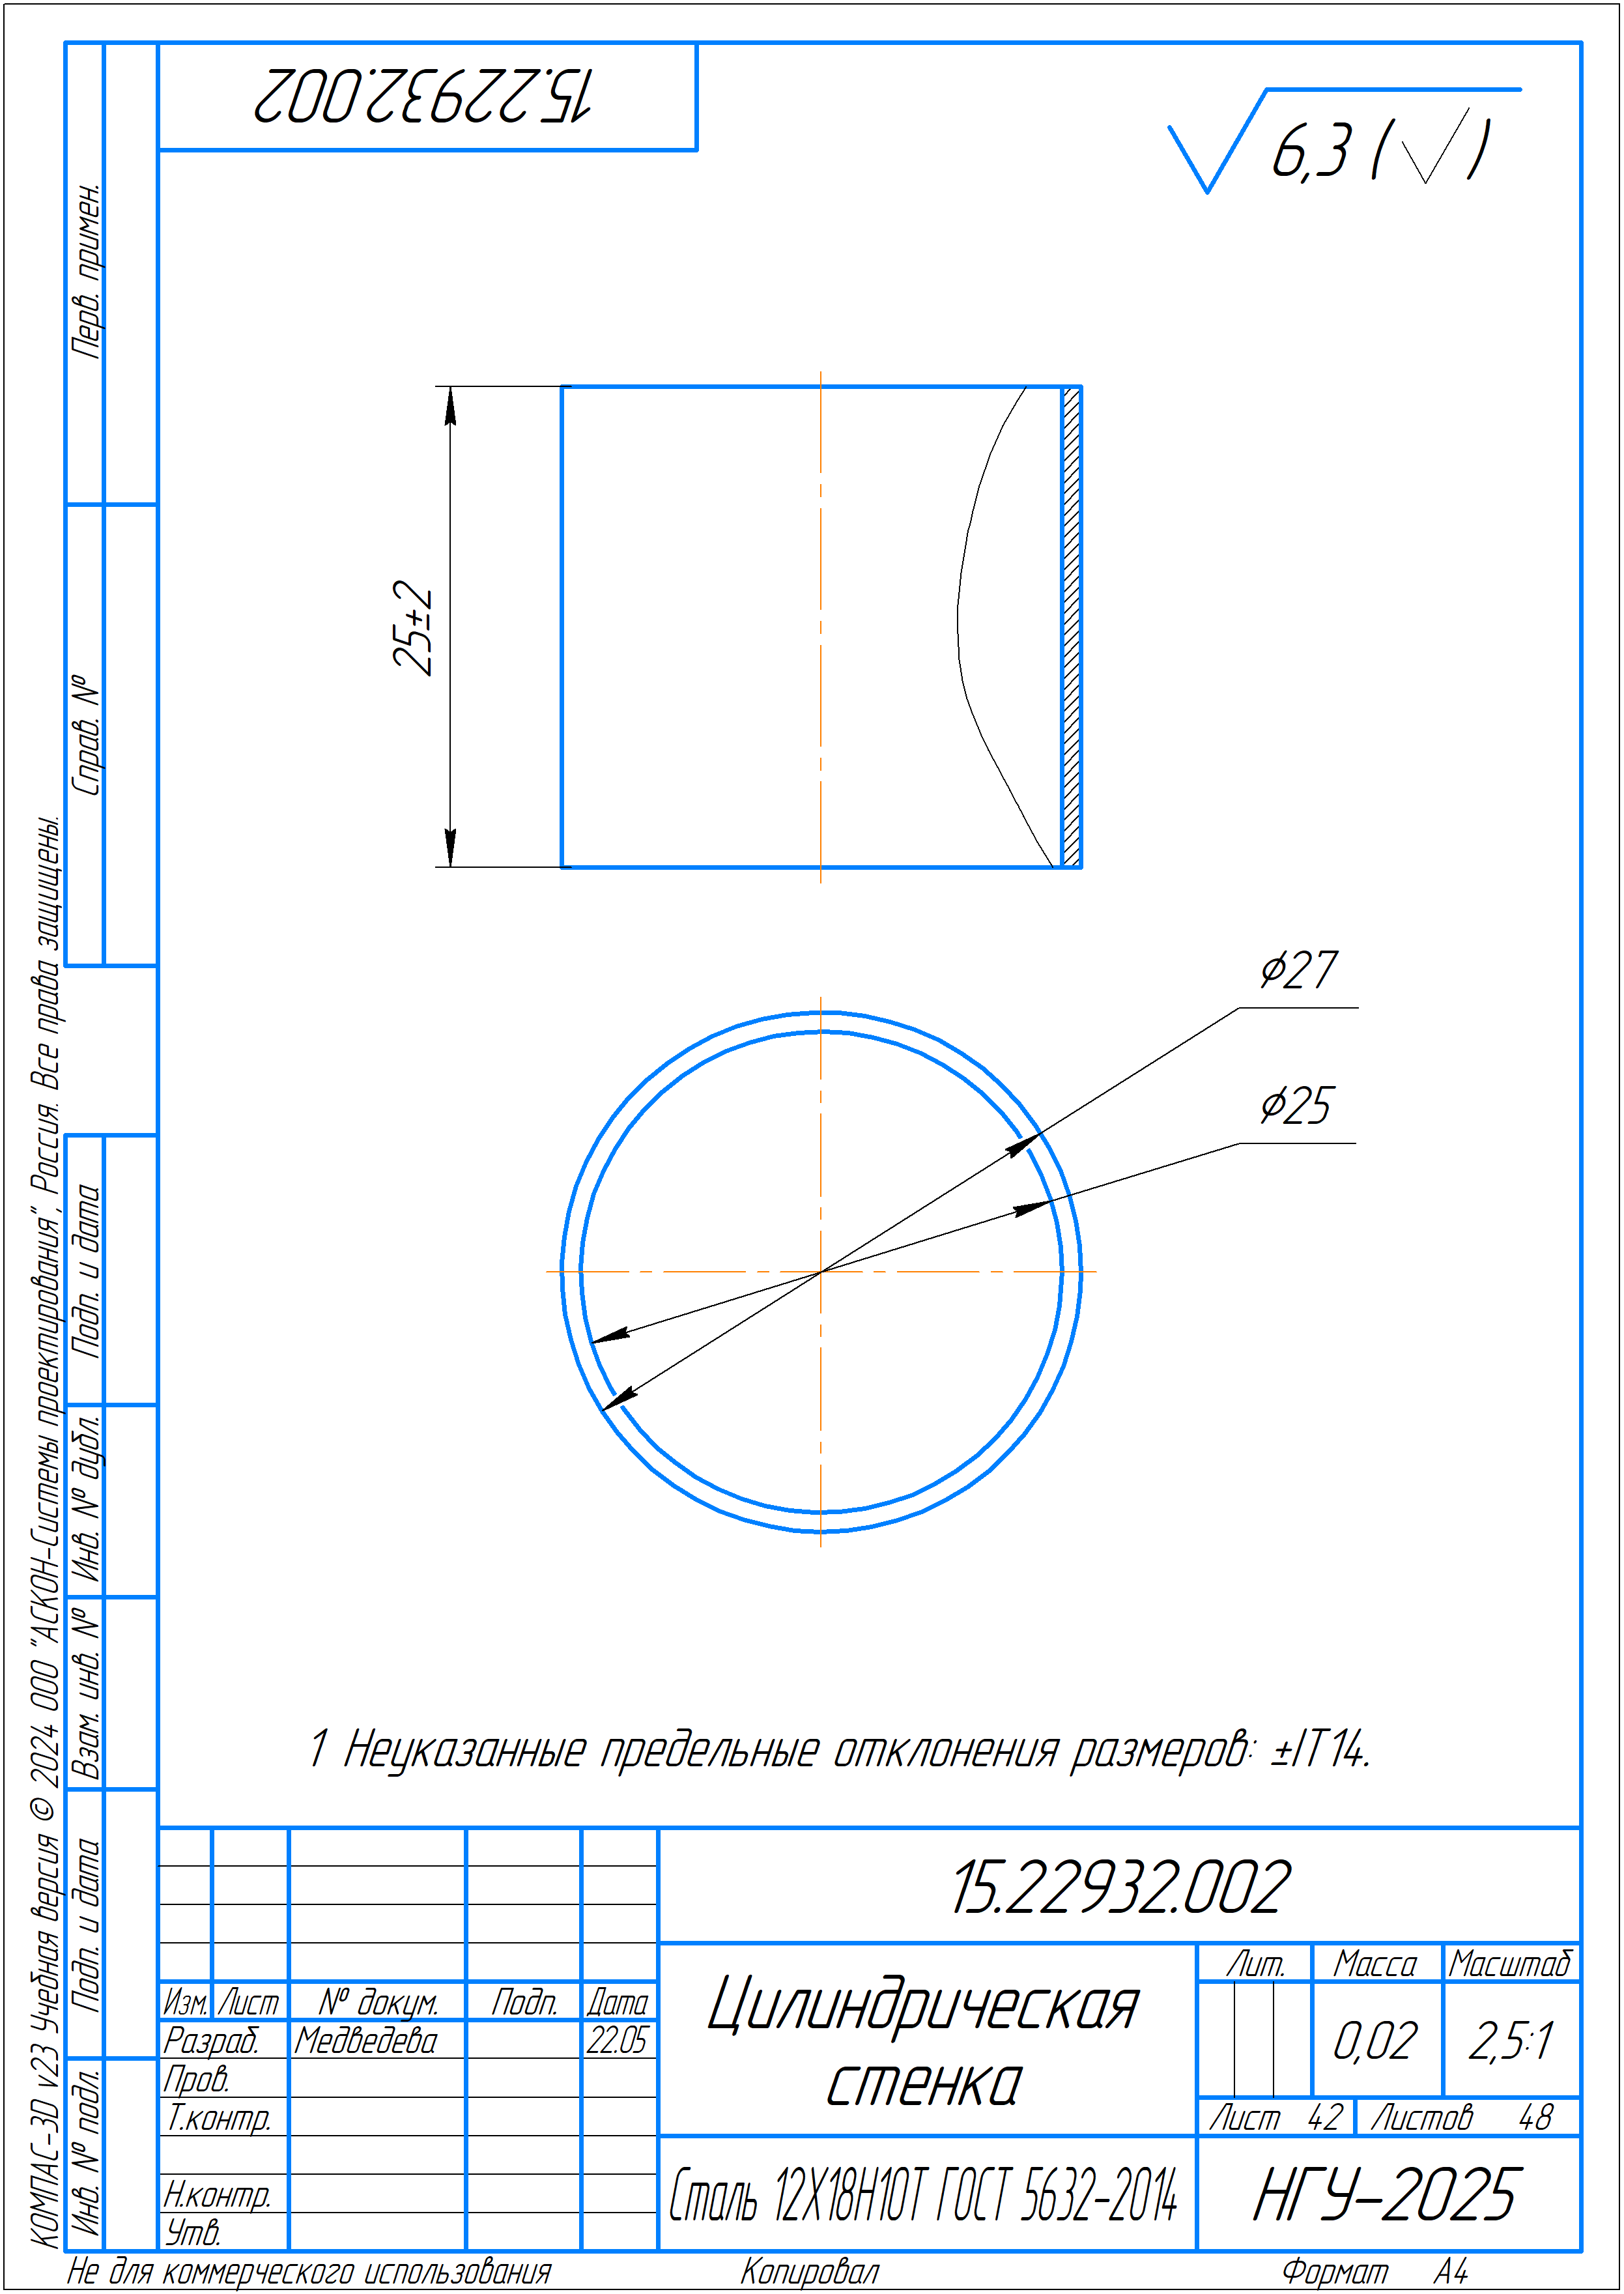 15.22932.002
6,3 (√)
Перв. примен.
Справ. №
Подп. и дата
Инв. № дубл.
Взам. инв. №
Подп. и дата
Инв. № подл.
КОМПАС-3D v23 Учебная версия © 2024 ООО "АСКОН-Системы проектирования", Россия. Все права защищены.
25±2
⌀27
⌀25
1 Неуказанные предельные отклонения размеров: ±IT14.
15.22932.002
Изм. Лист № докум. Подп. Дата
Разраб. Медведева 22.05
Пров.
Т.контр.
Н.контр.
Утв.
Цилиндрическая
стенка
Лит. Масса Масштаб
0,02 2,5:1
Лист 42 Листов 48
Сталь 12Х18Н10Т ГОСТ 5632-2014
НГУ-2025
Не для коммерческого использования Копировал Формат А4